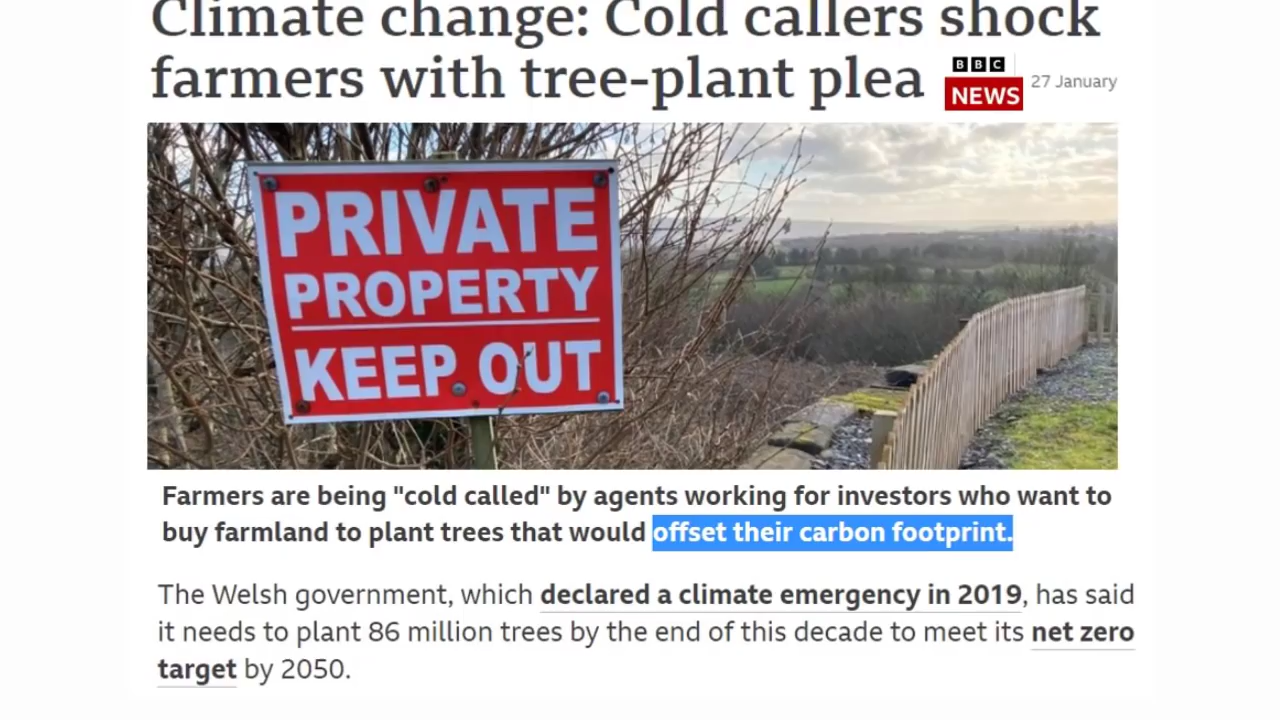 Climate change: Cold callers shock
farmers with tree-plant plea
BBC
NEWS
27 January
PRIVATE
PROPERTY
KEEP OUT
Farmers are being "cold called" by agents working for investors who want to
buy farmland to plant trees that would offset their carbon footprint.
The Welsh government, which declared a climate emergency in 2019, has said
it needs to plant 86 million trees by the end of this decade to meet its net zero
target by 2050.